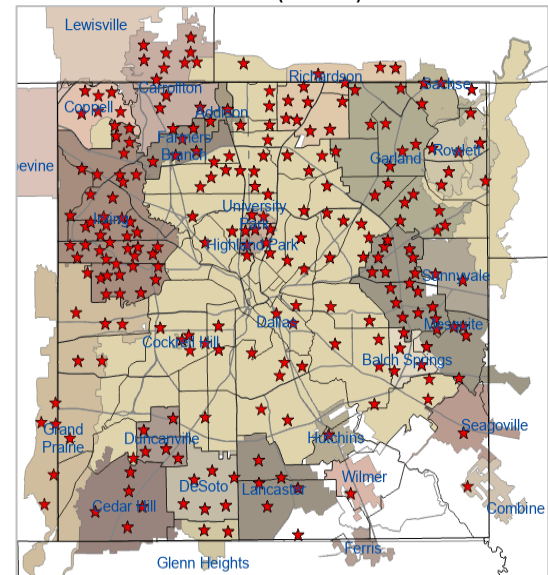 Lewisville
Richardson
Carrollton
Sachse
Coppell
Addison
Farmers
Branch
Garland
Rowlett
evine
Irving
University
Park
Highland Park
Sunnyvale
Dallas
Mesquite
Cockrell Hill
Balch Springs
Grand
Prairie
Duncanville
Hutchins
Seagoville
Wilmer
DeSoto
Lancaster
Cedar Hill
Combine
Ferris
Glenn Heights